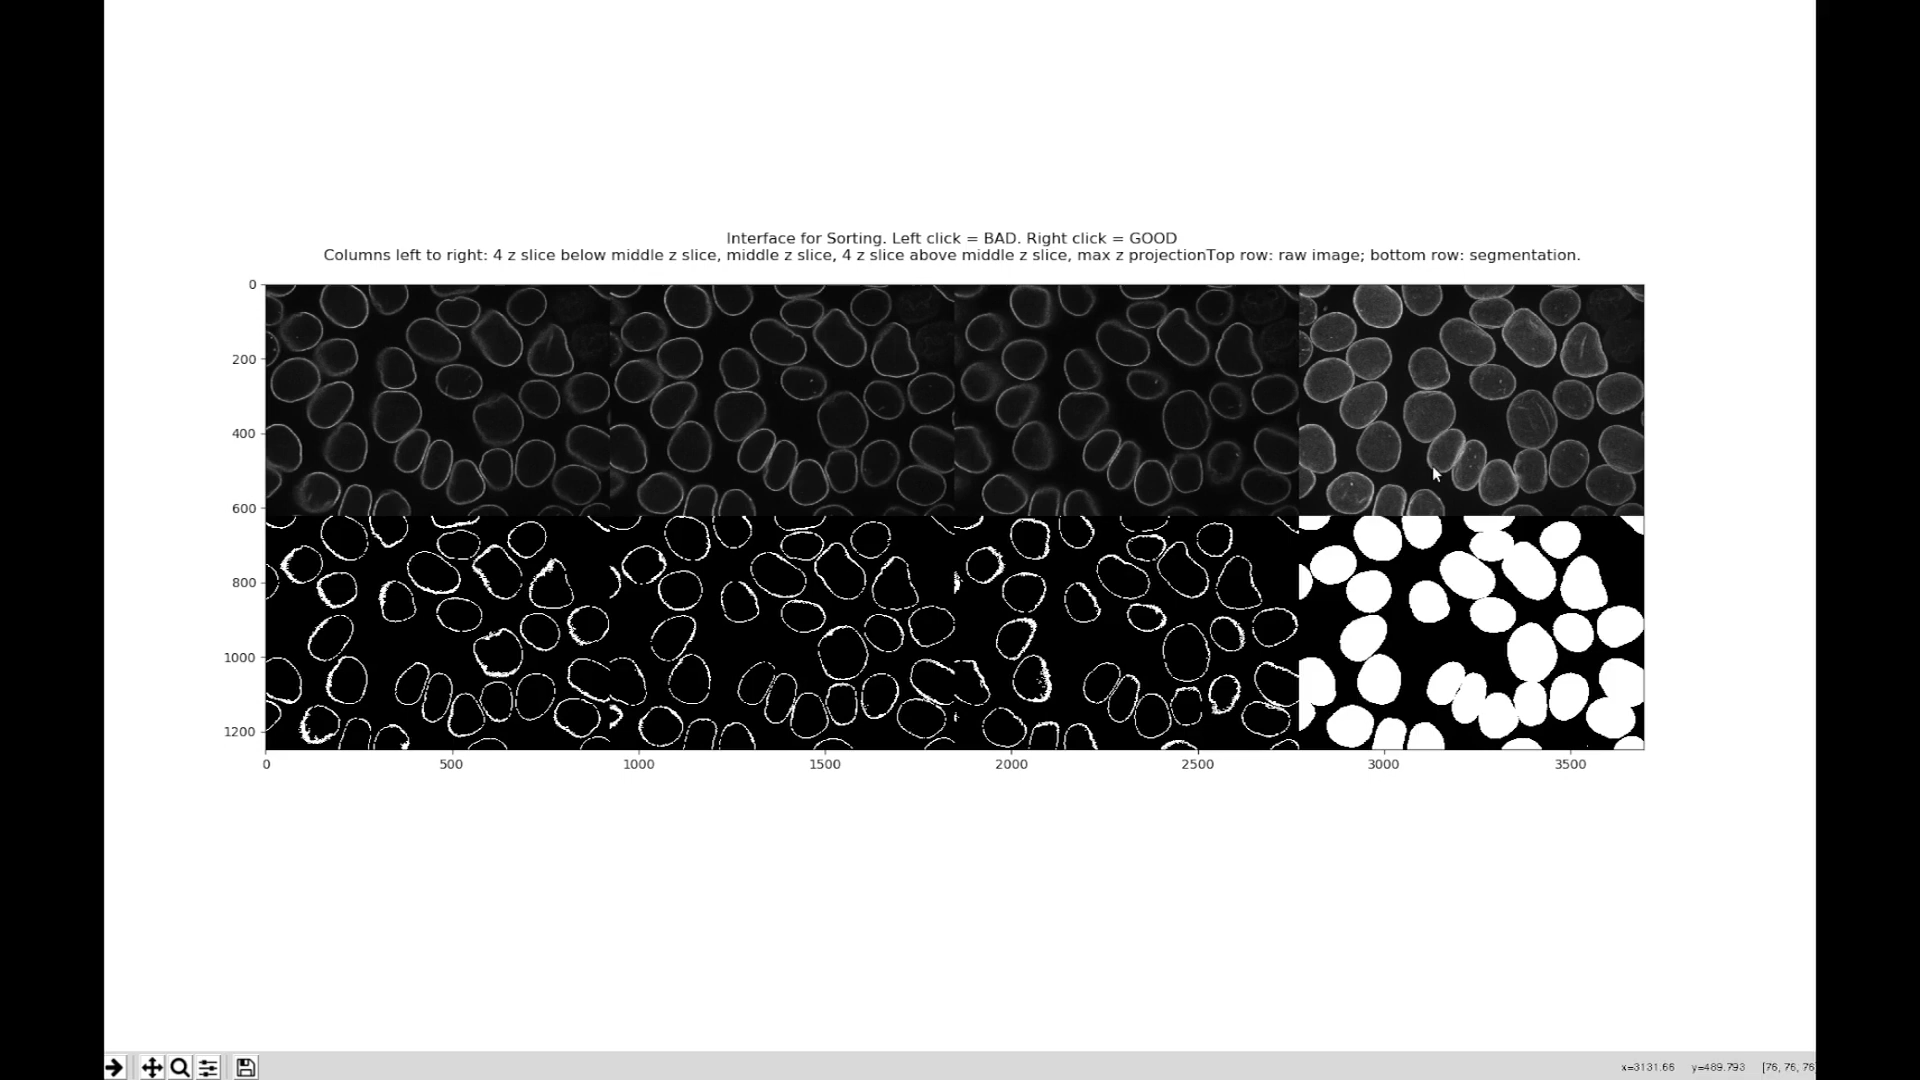 Interface for Sorting. Left click = BAD. Right click = GOOD
Columns left to right: 4 z slice below middle z slice, middle z slice, 4 z slice above middle z slice, max z projectionTop row: raw image; bottom row: segmentation.
0
200
400
600
800
1000
1200
0 500 1000 1500 2000 2500 3000 3500
x=3131.66 y=489.793 [76, 76, 76